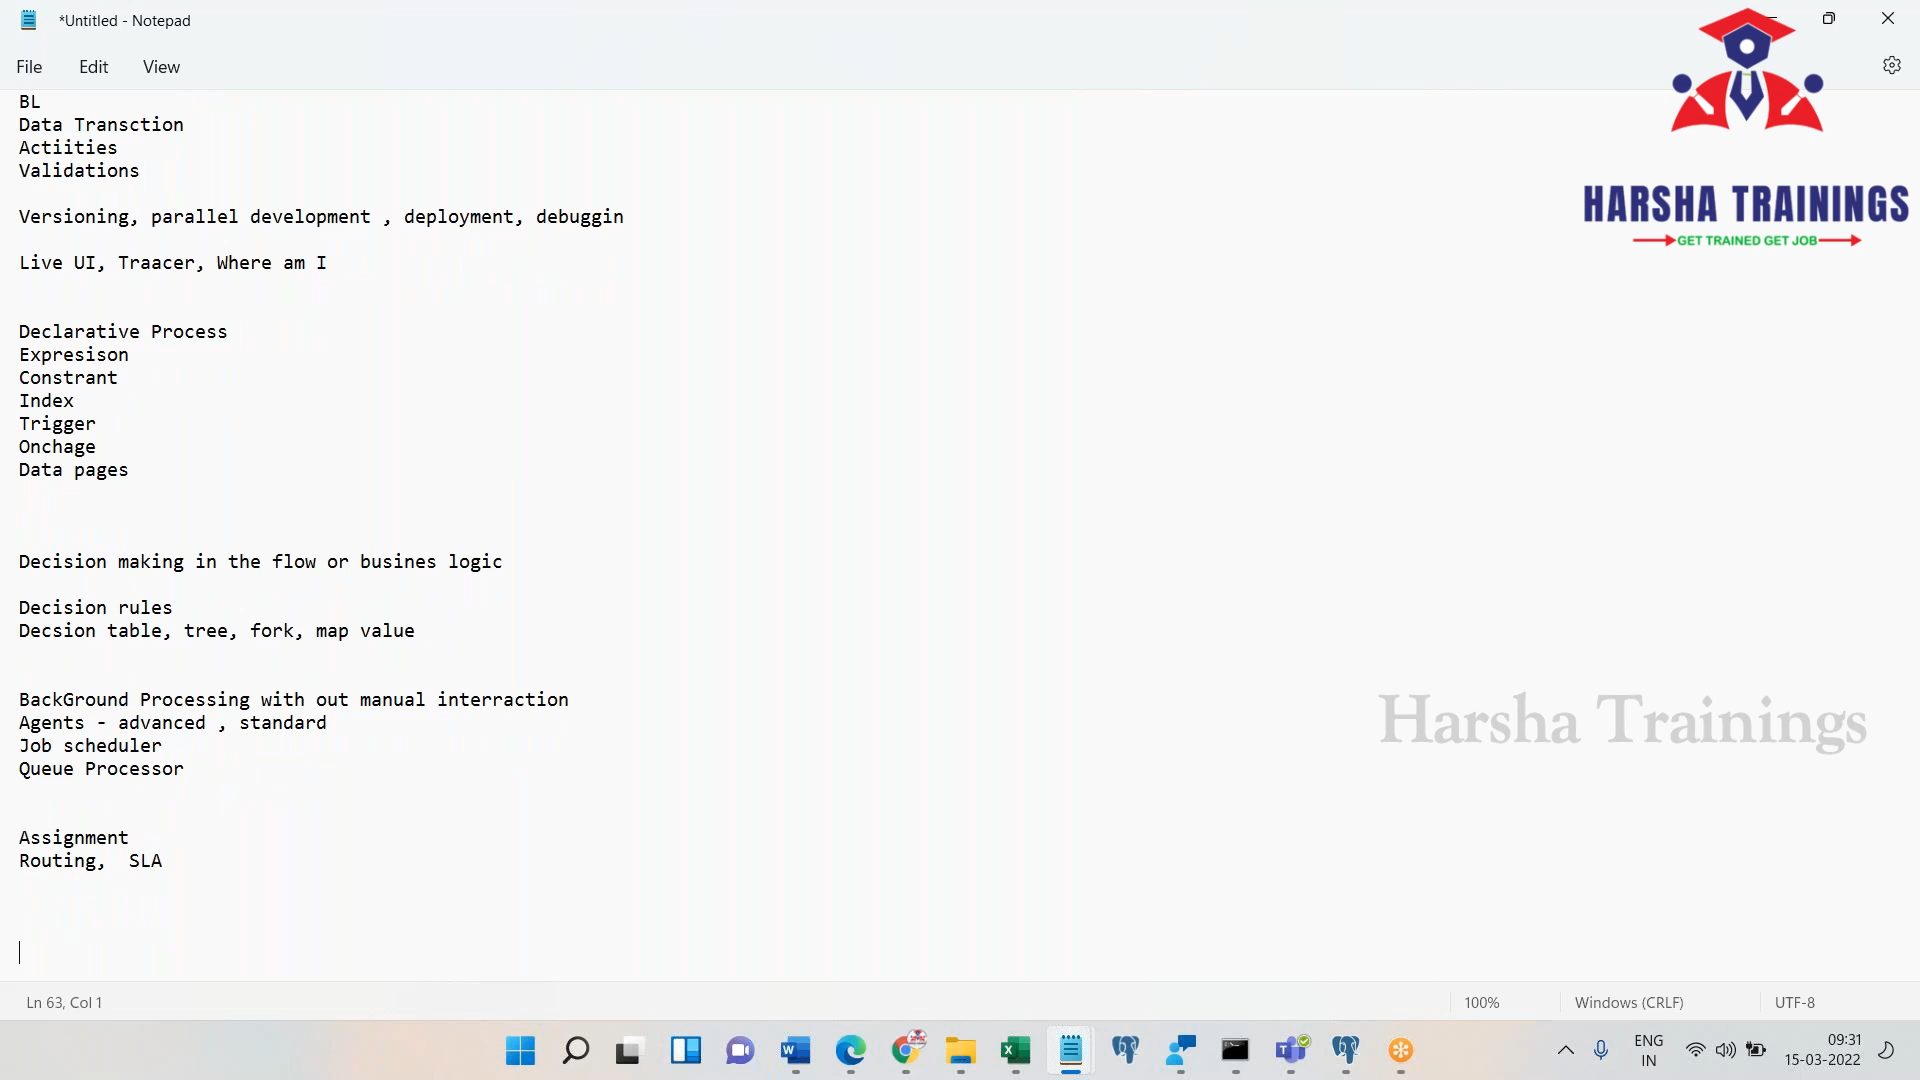 *Untitled - Notepad
File Edit View
BL
Data Transction
Actiities
Validations
Versioning, parallel development , deployment, debuggin
Live UI, Traacer, Where am I
Declarative Process
Expresison
Constrant
Index
Trigger
Onchage
Data pages
Decision making in the flow or busines logic
Decision rules
Decsion table, tree, fork, map value
BackGround Processing with out manual interraction
Agents - advanced , standard
Job scheduler
Queue Processor
Assignment
Routing,  SLA
HARSHA TRAININGS
GET TRAINED GET JOB
Harsha Trainings
Ln 63, Col 1
100%
Windows (CRLF)
UTF-8
ENG
IN
09:31
15-03-2022